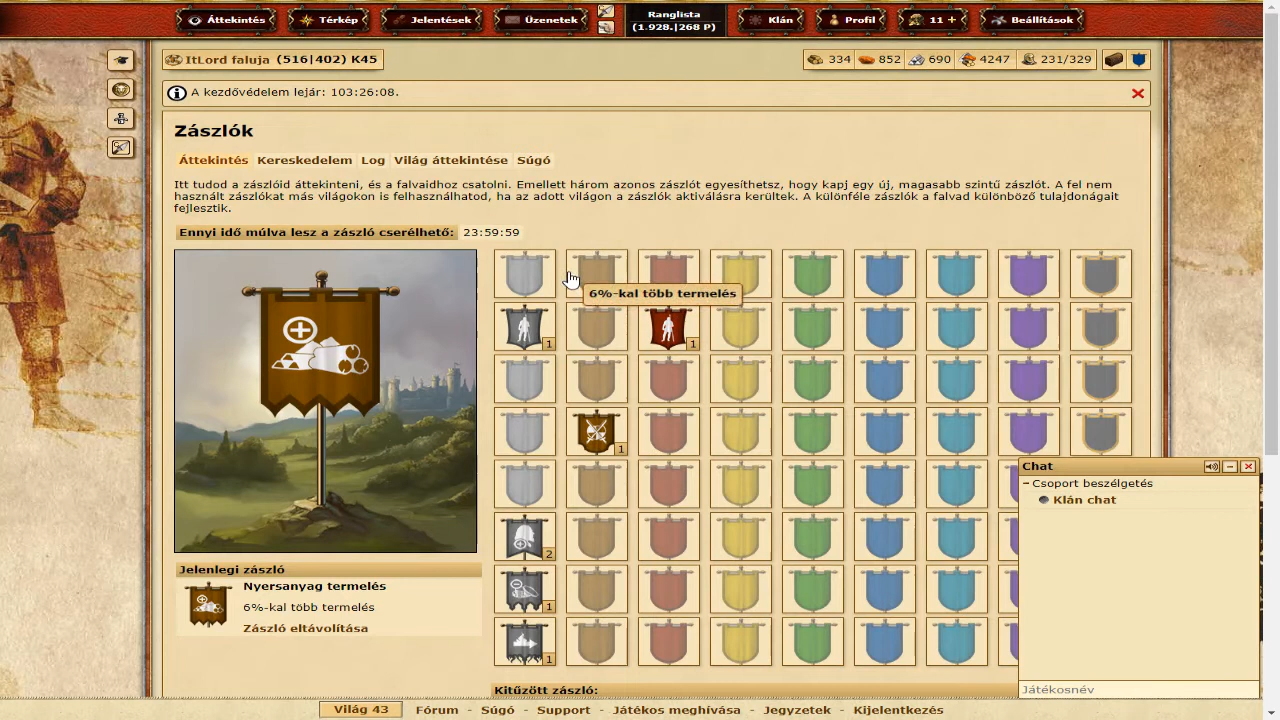 Áttekintés
Térkép
Jelentések
Üzenetek
Ranglista
(1.928.|268 P)
Klán
Profil
11 +
Beállítások
ItLord faluja (516|402) K45
334
852
690
4247
231/329
A kezdővédelem lejár: 103:26:08.
Zászlók
Áttekintés Kereskedelem Log Világ áttekintése Súgó
Itt tudod a zászlóid áttekinteni, és a falvaidhoz csatolni. Emellett három azonos zászlót egyesíthetsz, hogy kapj egy új, magasabb szintű zászlót. A fel nem
használt zászlókat más világokon is felhasználhatod, ha az adott világon a zászlók aktiválásra kerültek. A különféle zászlók a falvad különböző tulajdonágait
fejlesztik.
Ennyi idő múlva lesz a zászló cserélhető: 23:59:59
6%-kal több termelés
1
1
1
2
1
1
Jelenlegi zászló
Nyersanyag termelés
6%-kal több termelés
Zászló eltávolítása
Kitűzött zászló:
Chat
Csoport beszélgetés
Klán chat
Játékosnév
Világ 43
Fórum - Súgó - Support - Játékos meghívása - Jegyzetek - Kijelentkezés